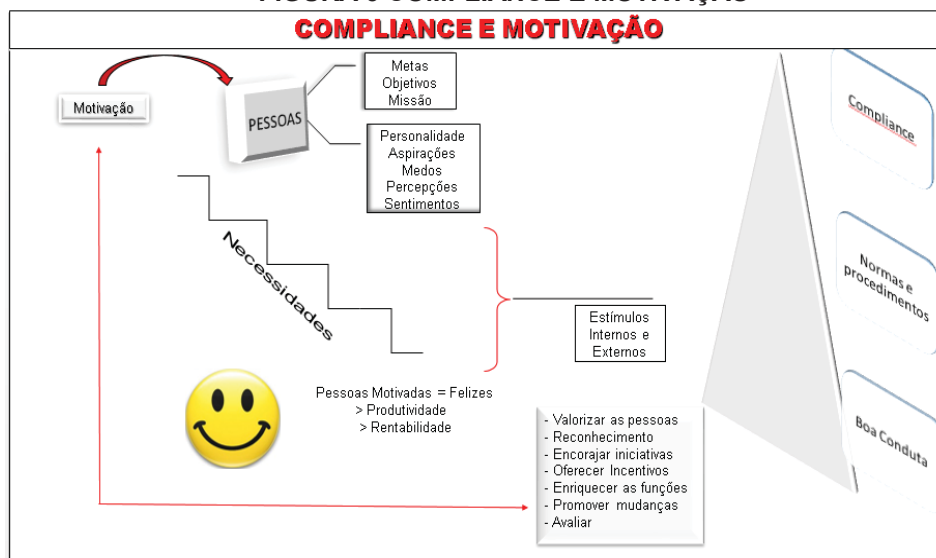 COMPLIANCE E MOTIVAÇÃO
Motivação
PESSOAS
Metas
Objetivos
Missão
Personalidade
Aspirações
Medos
Percepções
Sentimentos
Necessidades
Estímulos
Internos e
Externos
Pessoas Motivadas = Felizes
> Produtividade
> Rentabilidade
- Valorizar as pessoas
- Reconhecimento
- Encorajar iniciativas
- Oferecer Incentivos
- Enriquecer as funções
- Promover mudanças
- Avaliar
Compliance
Normas e
procedimentos
Boa Conduta